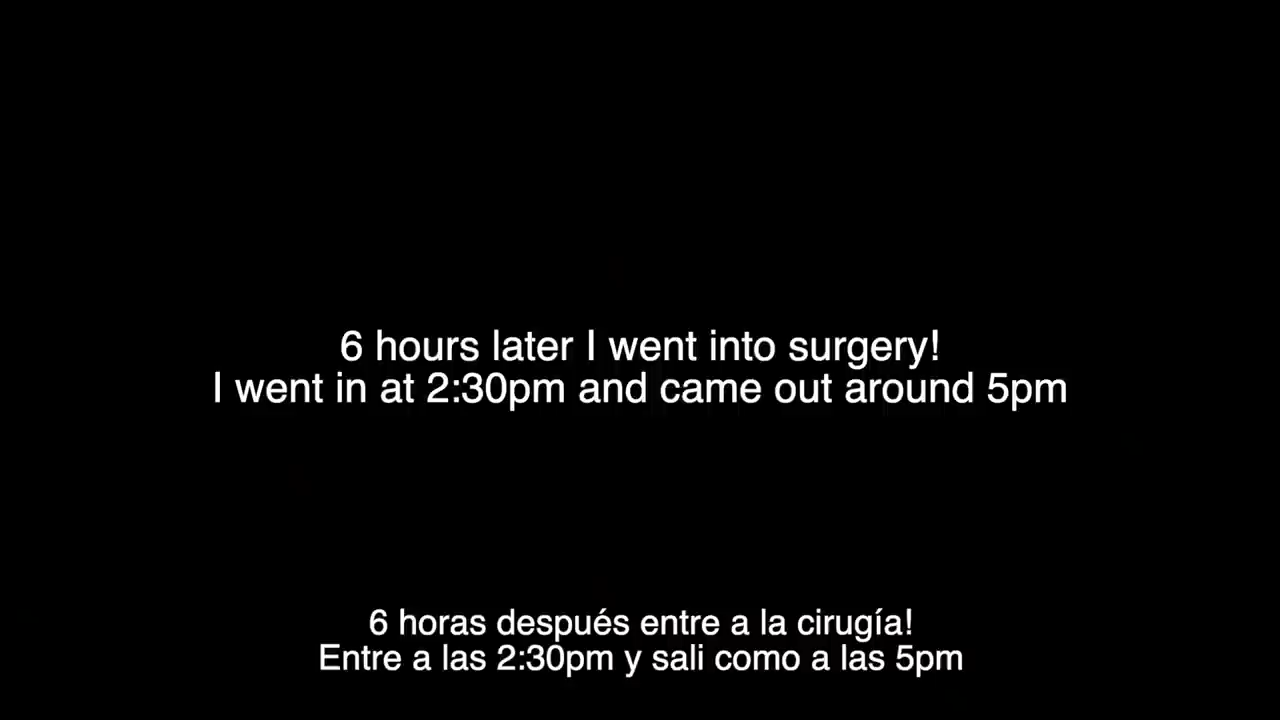 6 hours later I went into surgery!
I went in at 2:30pm and came out around 5pm
6 horas después entre a la cirugía!
Entre a las 2:30pm y sali como a las 5pm